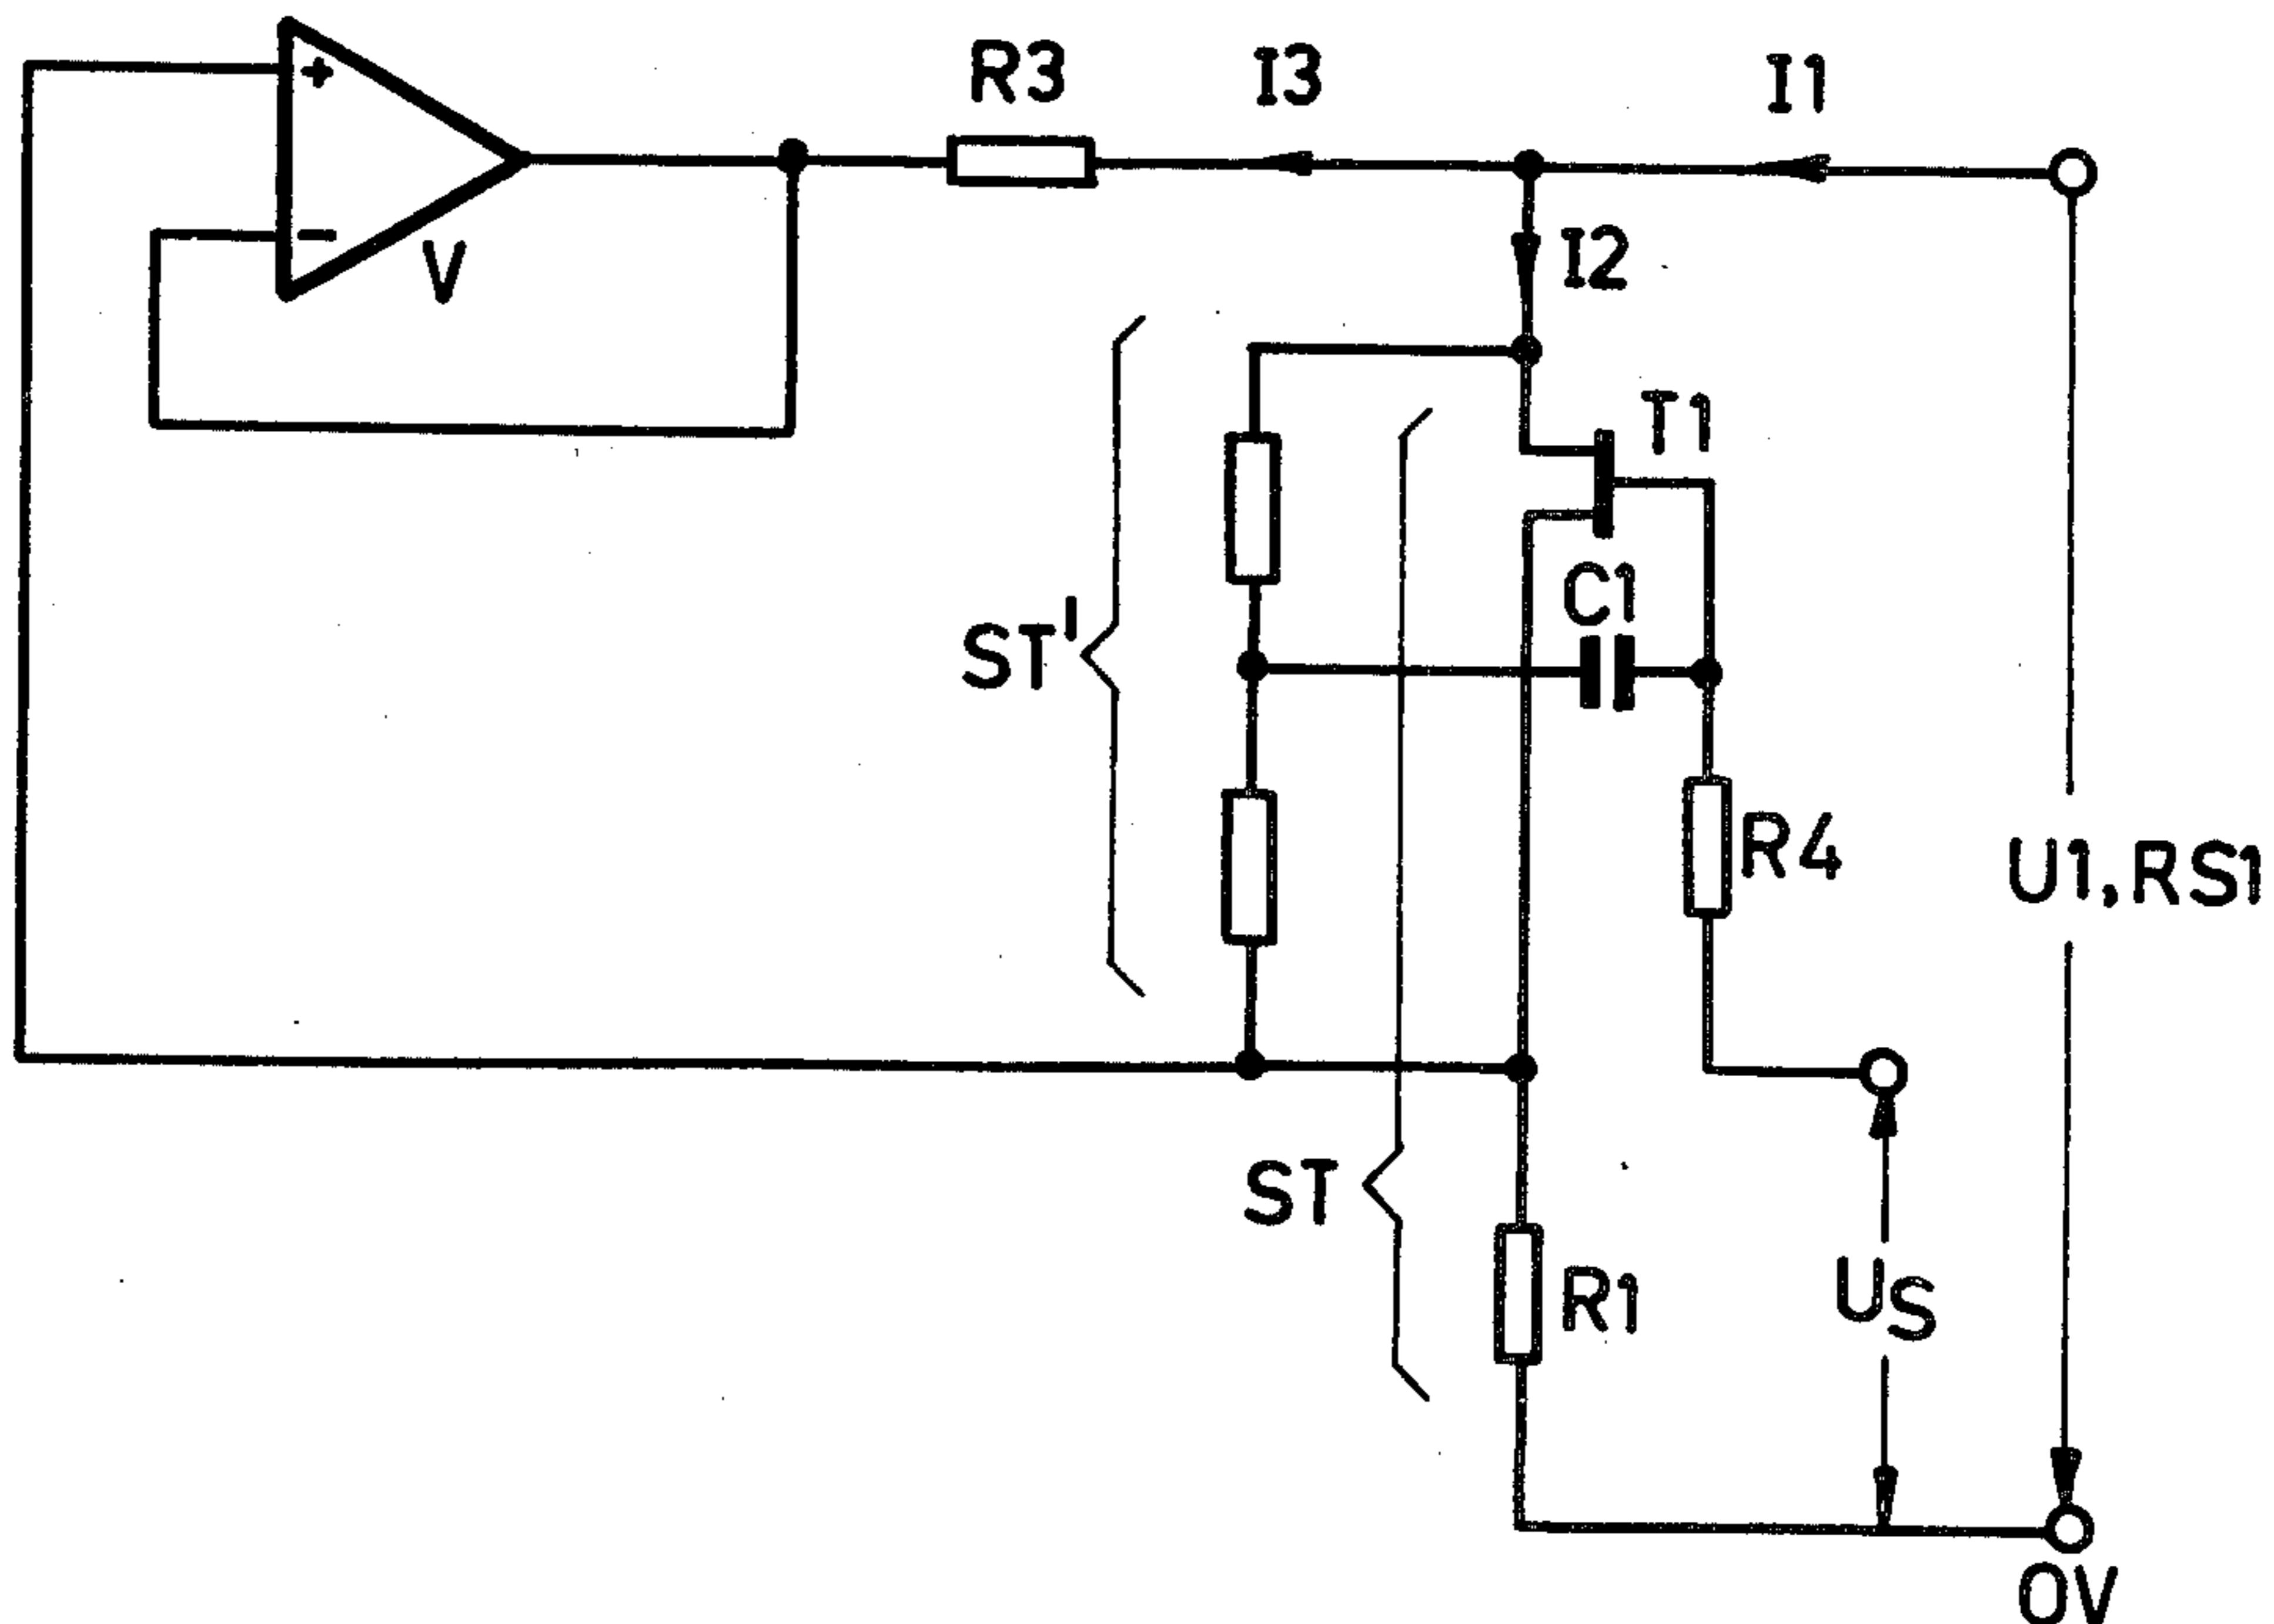 R3
I3
I1
+
−
V
I2
T1
C1
ST'
R4
U1,RS1
ST
R1
US
0V